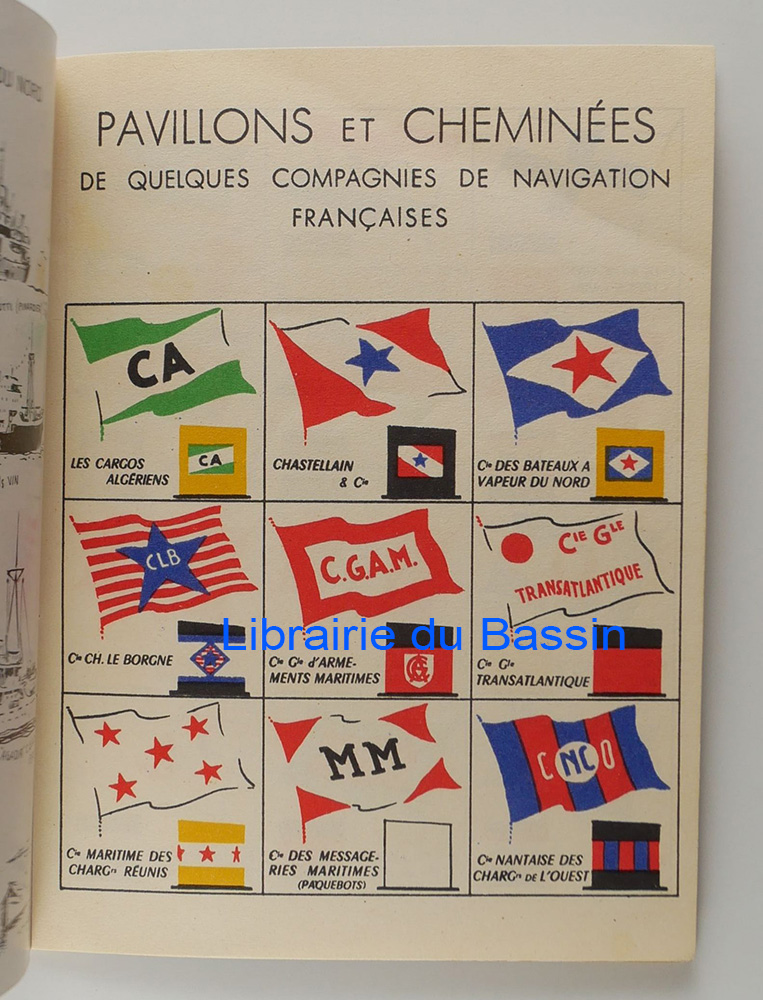 DU NORD
PAVILLONS ET CHEMINÉES
DE QUELQUES COMPAGNIES DE NAVIGATION
FRANÇAISES
CA
CA
LES CARGOS
ALGÉRIENS
CHASTELLAIN
& Cie
Cie DES BATEAUX A
VAPEUR DU NORD
CLB
Cie CH. LE BORGNE
C.G.A.M.
Cie Gle d'ARME-
MENTS MARITIMES
CIE GLE
TRANSATLANTIQUE
Cie Gle
TRANSATLANTIQUE
Librairie du Bassin
Cie MARITIME DES
CHARGrs RÉUNIS
MM
Cie DES MESSAGE-
RIES MARITIMES
(PAQUEBOTS)
CNCO
Cie NANTAISE DES
CHARGrs DE L'OUEST
VIN